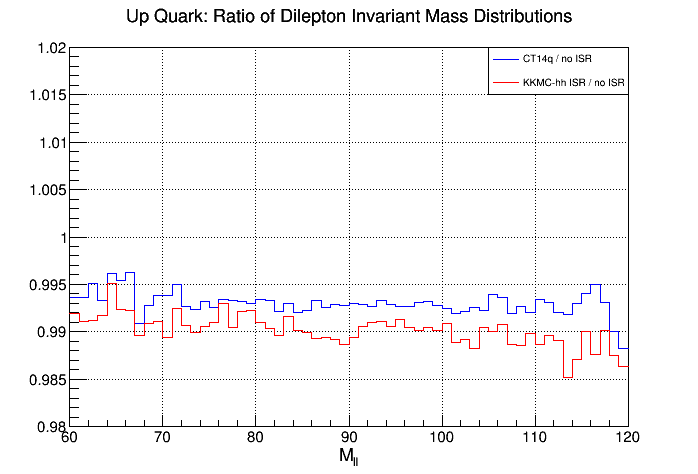 Up Quark: Ratio of Dilepton Invariant Mass Distributions
1.02
CT14q / no ISR
KKMC-hh ISR / no ISR
1.015
1.01
1.005
1
0.995
0.99
0.985
0.98
60 70 80 90 100 110 120
M_ll